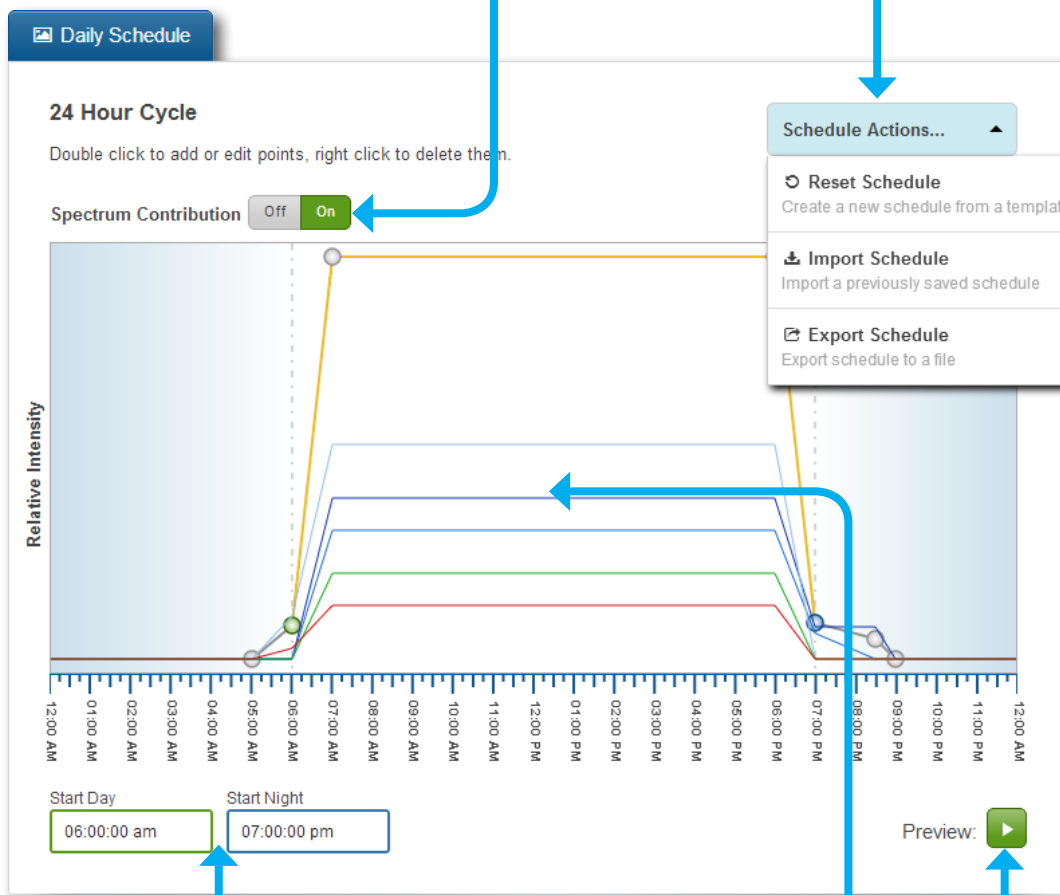 Daily Schedule
24 Hour Cycle
Double click to add or edit points, right click to delete them.
Schedule Actions...
Reset Schedule
Create a new schedule from a templat
Import Schedule
Import a previously saved schedule
Export Schedule
Export schedule to a file
Spectrum Contribution Off On
Relative Intensity
12:00 AM
01:00 AM
02:00 AM
03:00 AM
04:00 AM
05:00 AM
06:00 AM
07:00 AM
08:00 AM
09:00 AM
10:00 AM
11:00 AM
12:00 PM
01:00 PM
02:00 PM
03:00 PM
04:00 PM
05:00 PM
06:00 PM
07:00 PM
08:00 PM
09:00 PM
10:00 PM
11:00 PM
12:00 AM
Start Day
06:00:00 am
Start Night
07:00:00 pm
Preview: